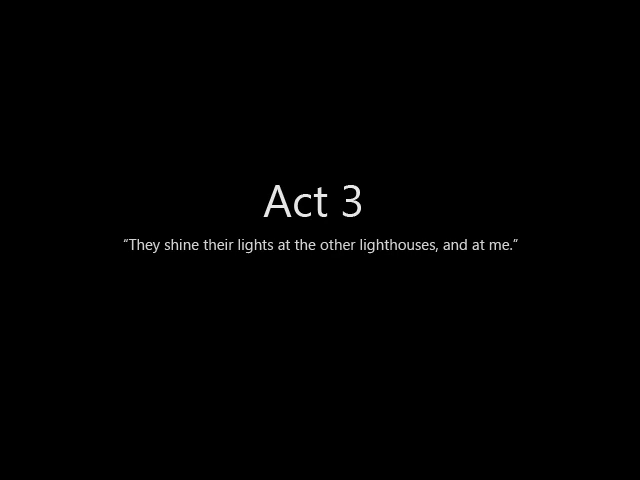 Act 3
“They shine their lights at the other lighthouses, and at me.”